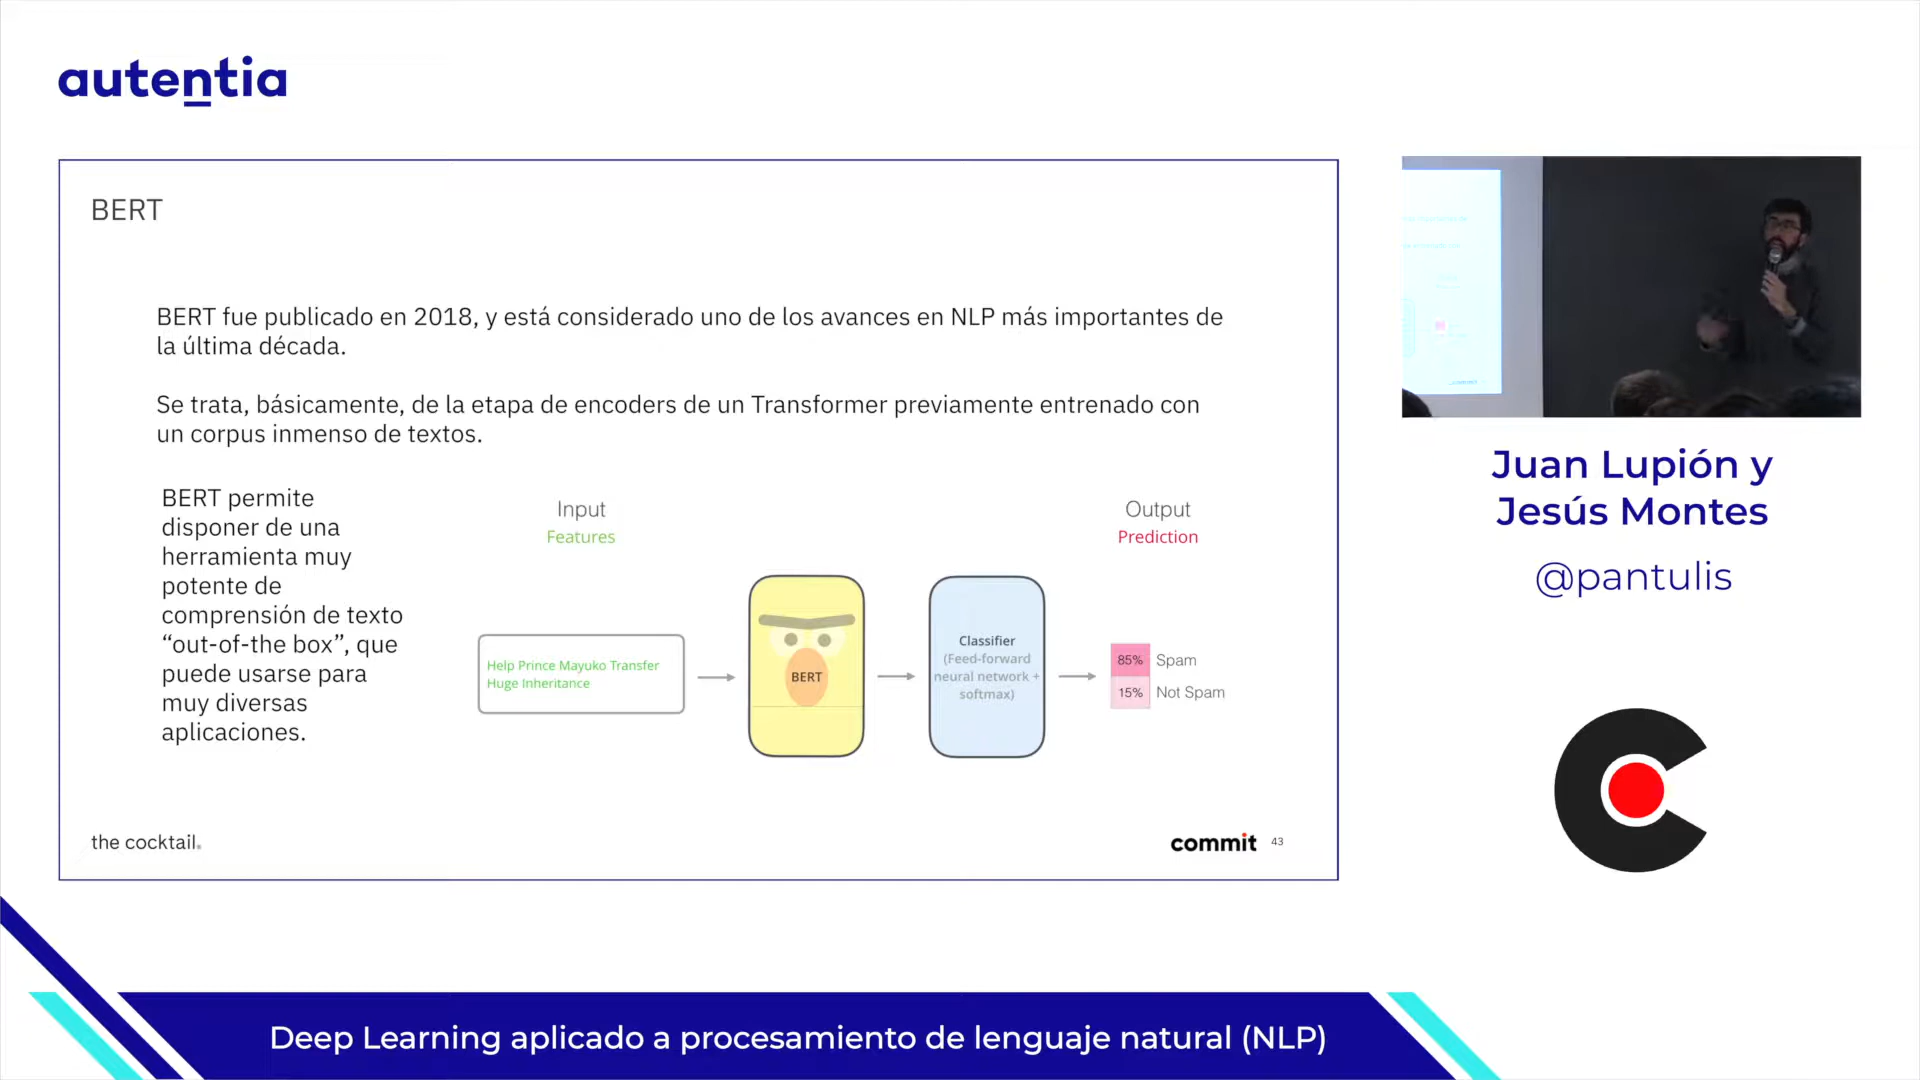 autentia
BERT
BERT fue publicado en 2018, y está considerado uno de los avances en NLP más importantes de
la última década.
Se trata, básicamente, de la etapa de encoders de un Transformer previamente entrenado con
un corpus inmenso de textos.
BERT permite
disponer de una
herramienta muy
potente de
comprensión de texto
“out-of-the box”, que
puede usarse para
muy diversas
aplicaciones.
Input
Features
Output
Prediction
Help Prince Mayuko Transfer
Huge Inheritance
BERT
Classifier
(Feed-forward
neural network +
softmax)
85% Spam
15% Not Spam
the cocktail.
commit 43
Juan Lupión y
Jesús Montes
@pantulis
Deep Learning aplicado a procesamiento de lenguaje natural (NLP)